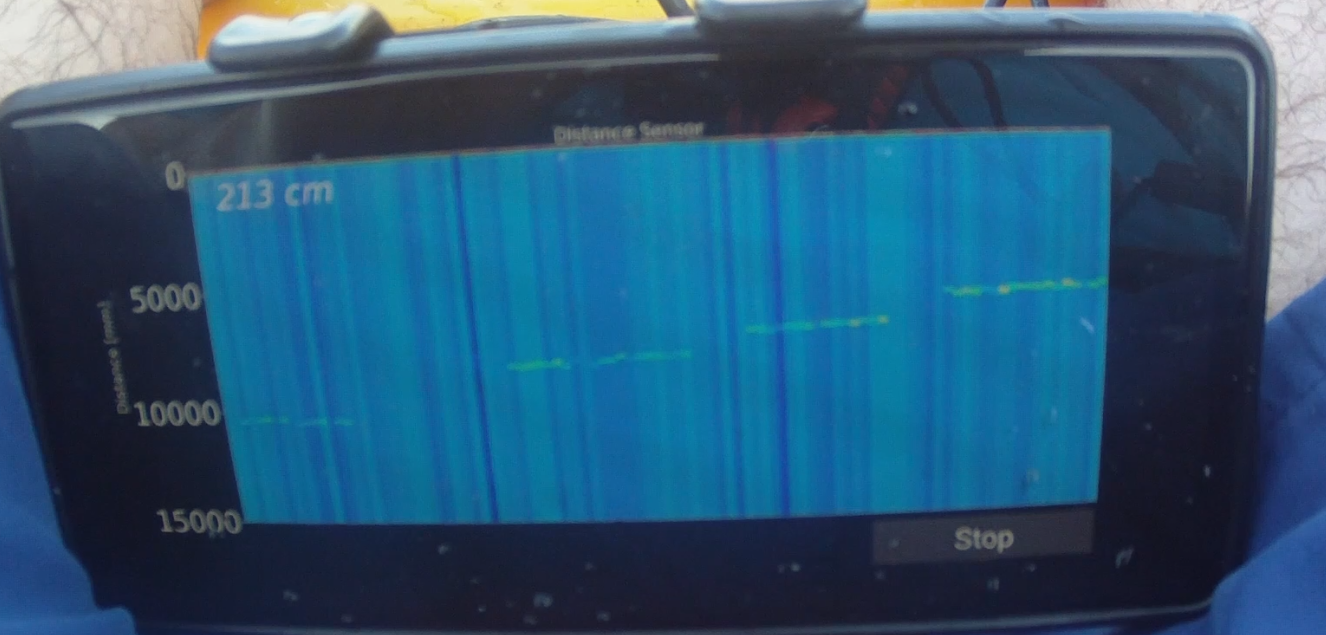 Distance Sensor
0
213 cm
5000
Distance (mm)
10000
15000
Stop